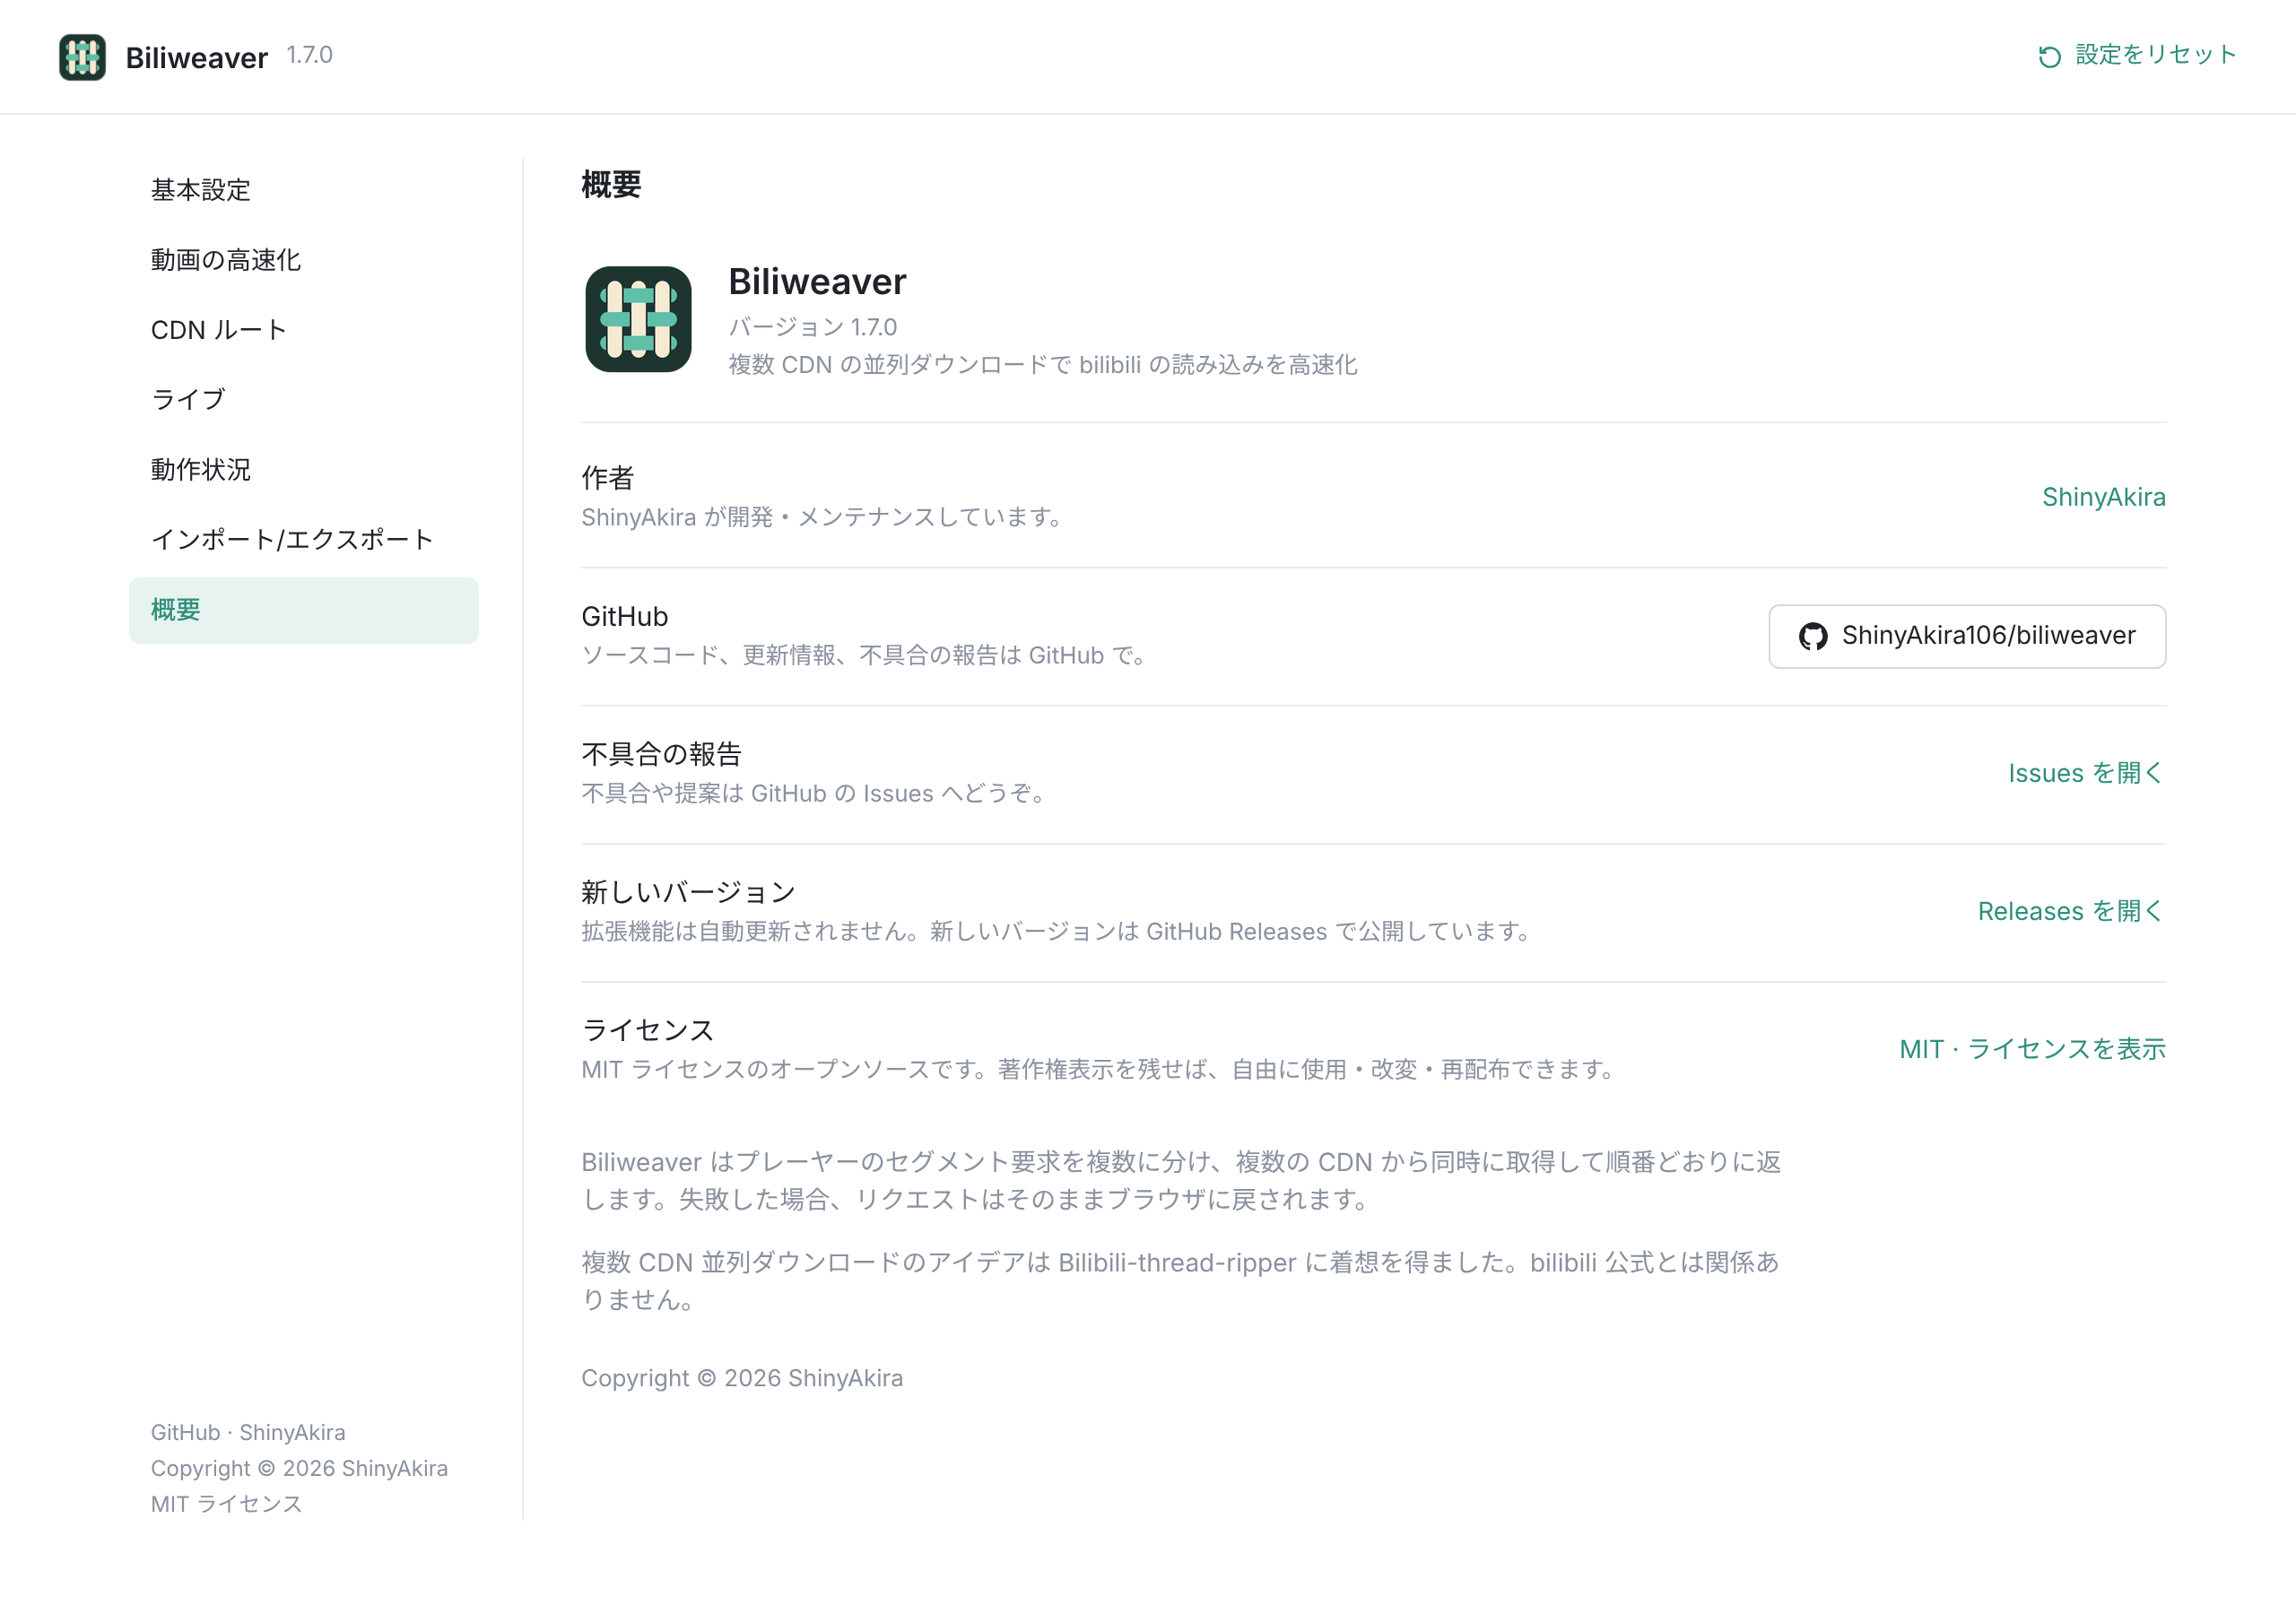 Biliweaver 1.7.0
設定をリセット
基本設定
動画の高速化
CDN ルート
ライブ
動作状況
インポート/エクスポート
概要
GitHub · ShinyAkira
Copyright © 2026 ShinyAkira
MIT ライセンス
概要
Biliweaver
バージョン 1.7.0
複数 CDN の並列ダウンロードで bilibili の読み込みを高速化
作者
ShinyAkira が開発・メンテナンスしています。
ShinyAkira
GitHub
ソースコード、更新情報、不具合の報告は GitHub で。
ShinyAkira106/biliweaver
不具合の報告
不具合や提案は GitHub の Issues へどうぞ。
Issues を開く
新しいバージョン
拡張機能は自動更新されません。新しいバージョンは GitHub Releases で公開しています。
Releases を開く
ライセンス
MIT ライセンスのオープンソースです。著作権表示を残せば、自由に使用・改変・再配布できます。
MIT · ライセンスを表示
Biliweaver はプレーヤーのセグメント要求を複数に分け、複数の CDN から同時に取得して順番どおりに返
します。失敗した場合、リクエストはそのままブラウザに戻されます。
複数 CDN 並列ダウンロードのアイデアは Bilibili-thread-ripper に着想を得ました。bilibili 公式とは関係あ
りません。
Copyright © 2026 ShinyAkira